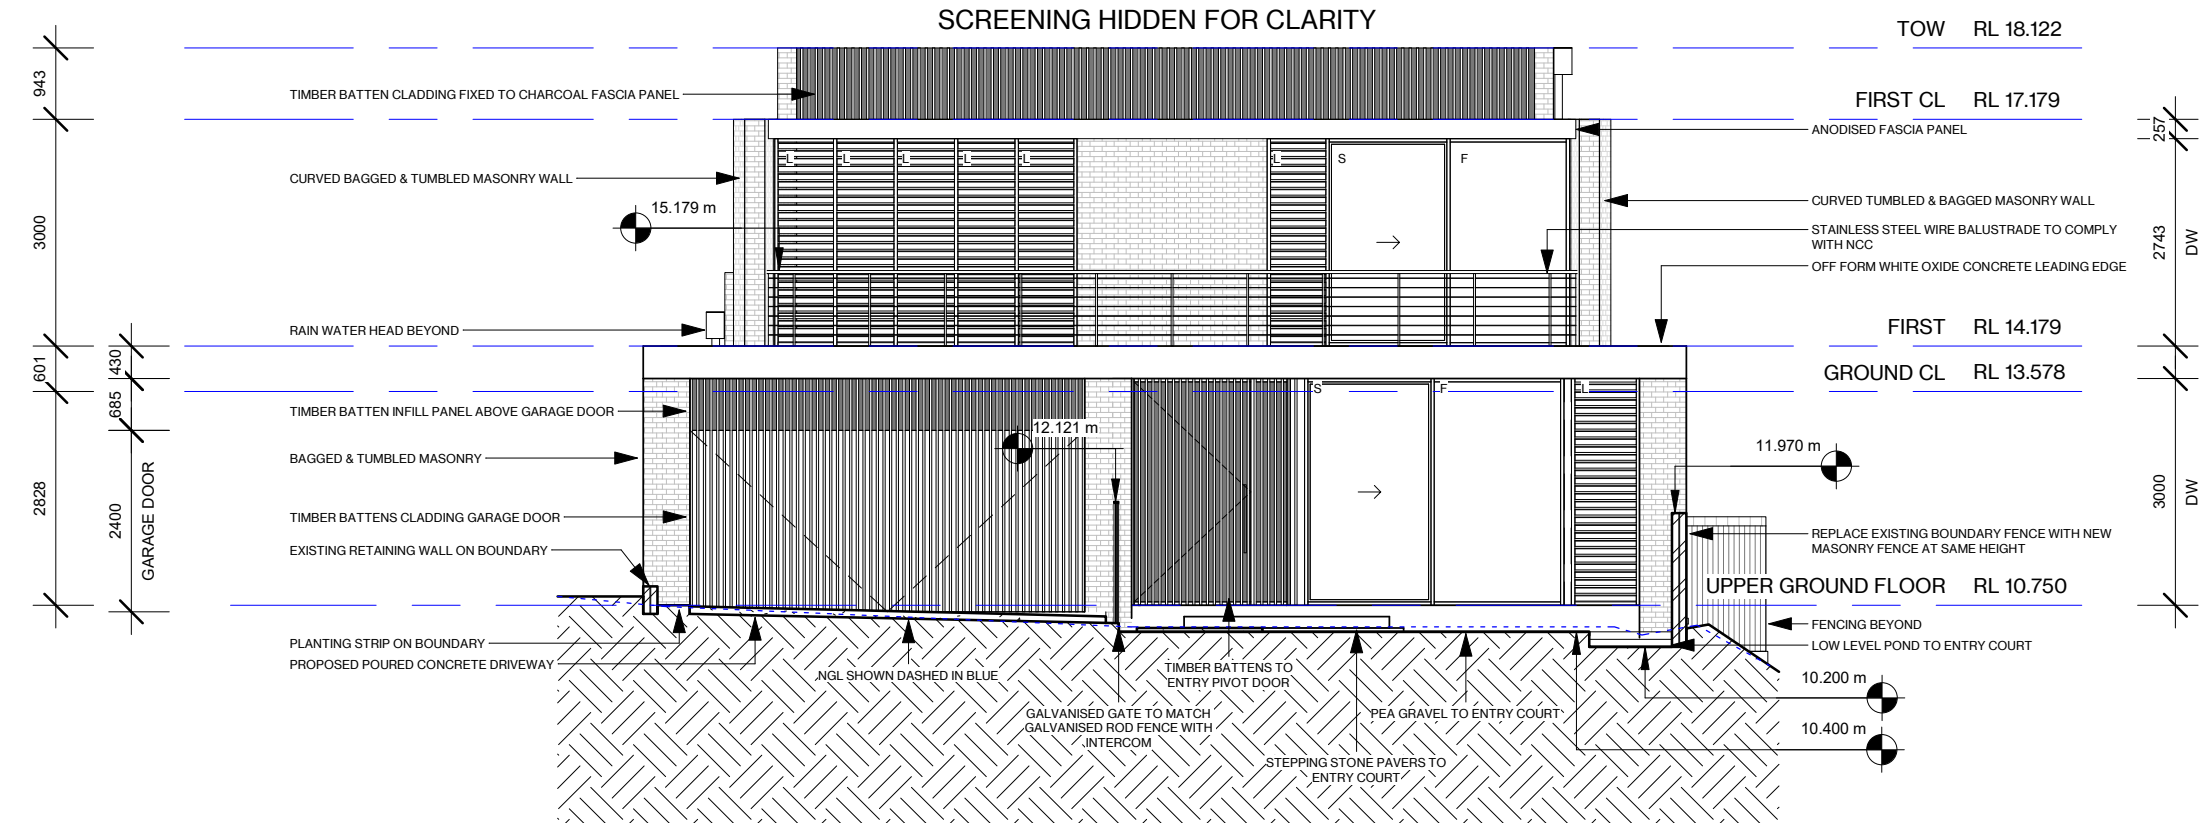 SCREENING HIDDEN FOR CLARITY
TOW RL 18.122
943
TIMBER BATTEN CLADDING FIXED TO CHARCOAL FASCIA PANEL
FIRST CL RL 17.179
257
ANODISED FASCIA PANEL
L L L L L L S F
CURVED BAGGED & TUMBLED MASONRY WALL
CURVED TUMBLED & BAGGED MASONRY WALL
15.179 m
3000
STAINLESS STEEL WIRE BALUSTRADE TO COMPLY
WITH NCC
2743
DW
OFF FORM WHITE OXIDE CONCRETE LEADING EDGE
RAIN WATER HEAD BEYOND
FIRST RL 14.179
601
430
GROUND CL RL 13.578
S F L
685
TIMBER BATTEN INFILL PANEL ABOVE GARAGE DOOR
12.121 m
11.970 m
BAGGED & TUMBLED MASONRY
2828
2400
GARAGE DOOR
3000
DW
TIMBER BATTENS CLADDING GARAGE DOOR
REPLACE EXISTING BOUNDARY FENCE WITH NEW
MASONRY FENCE AT SAME HEIGHT
EXISTING RETAINING WALL ON BOUNDARY
UPPER GROUND FLOOR RL 10.750
FENCING BEYOND
PLANTING STRIP ON BOUNDARY
LOW LEVEL POND TO ENTRY COURT
PROPOSED POURED CONCRETE DRIVEWAY
NGL SHOWN DASHED IN BLUE
TIMBER BATTENS TO
ENTRY PIVOT DOOR
10.200 m
GALVANISED GATE TO MATCH
GALVANISED ROD FENCE WITH
INTERCOM
PEA GRAVEL TO ENTRY COURT
10.400 m
STEPPING STONE PAVERS TO
ENTRY COURT